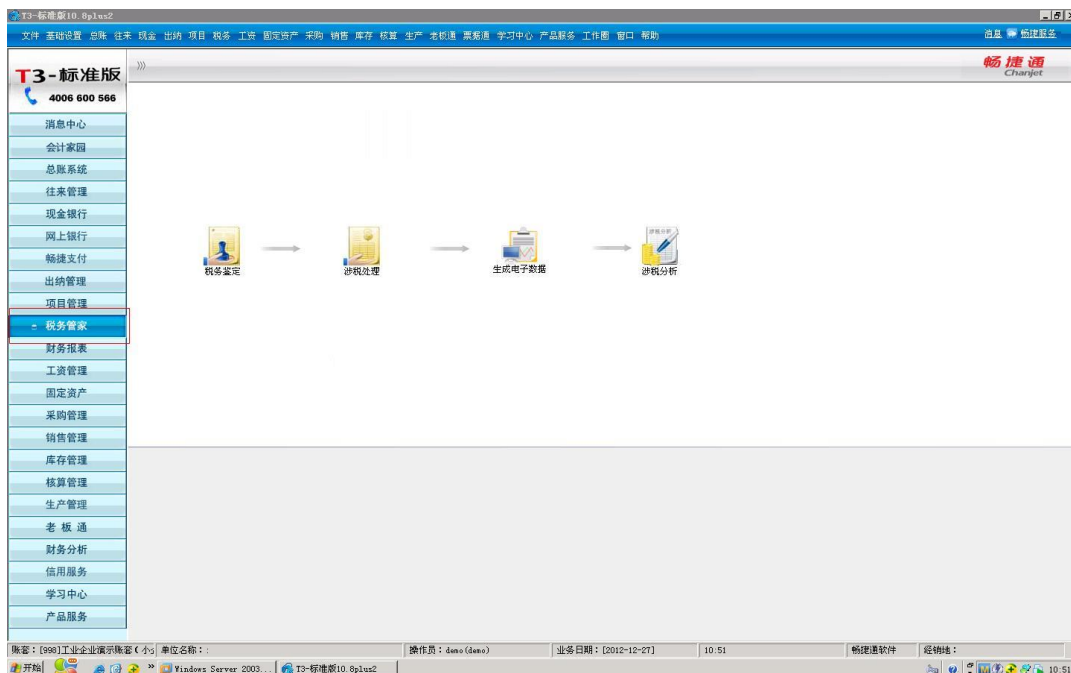 T3-标准版10.8plus2
文件 基础设置 总账 往来 现金 出纳 项目 税务 工资 固定资产 采购 销售 库存 核算 生产 老板通 票据通 学习中心 产品服务 工作圈 窗口 帮助 消息 畅捷服务
T3-标准版
4006 600 566
畅捷通
Chanjet
消息中心
会计家园
总账系统
往来管理
现金银行
网上银行
畅捷支付
出纳管理
项目管理
税务管家
财务报表
工资管理
固定资产
采购管理
销售管理
库存管理
核算管理
生产管理
老板通
财务分析
信用服务
学习中心
产品服务
税务鉴定 涉税处理 生成电子数据 涉税分析
账套：[998]工业企业演示账套(小 单位名称： 操作员：demo(demo) 业务日期：[2012-12-27] 10:51 畅捷通软件 经销地：
开始 Windows Server 2003... T3-标准版10.8plus2 10:51